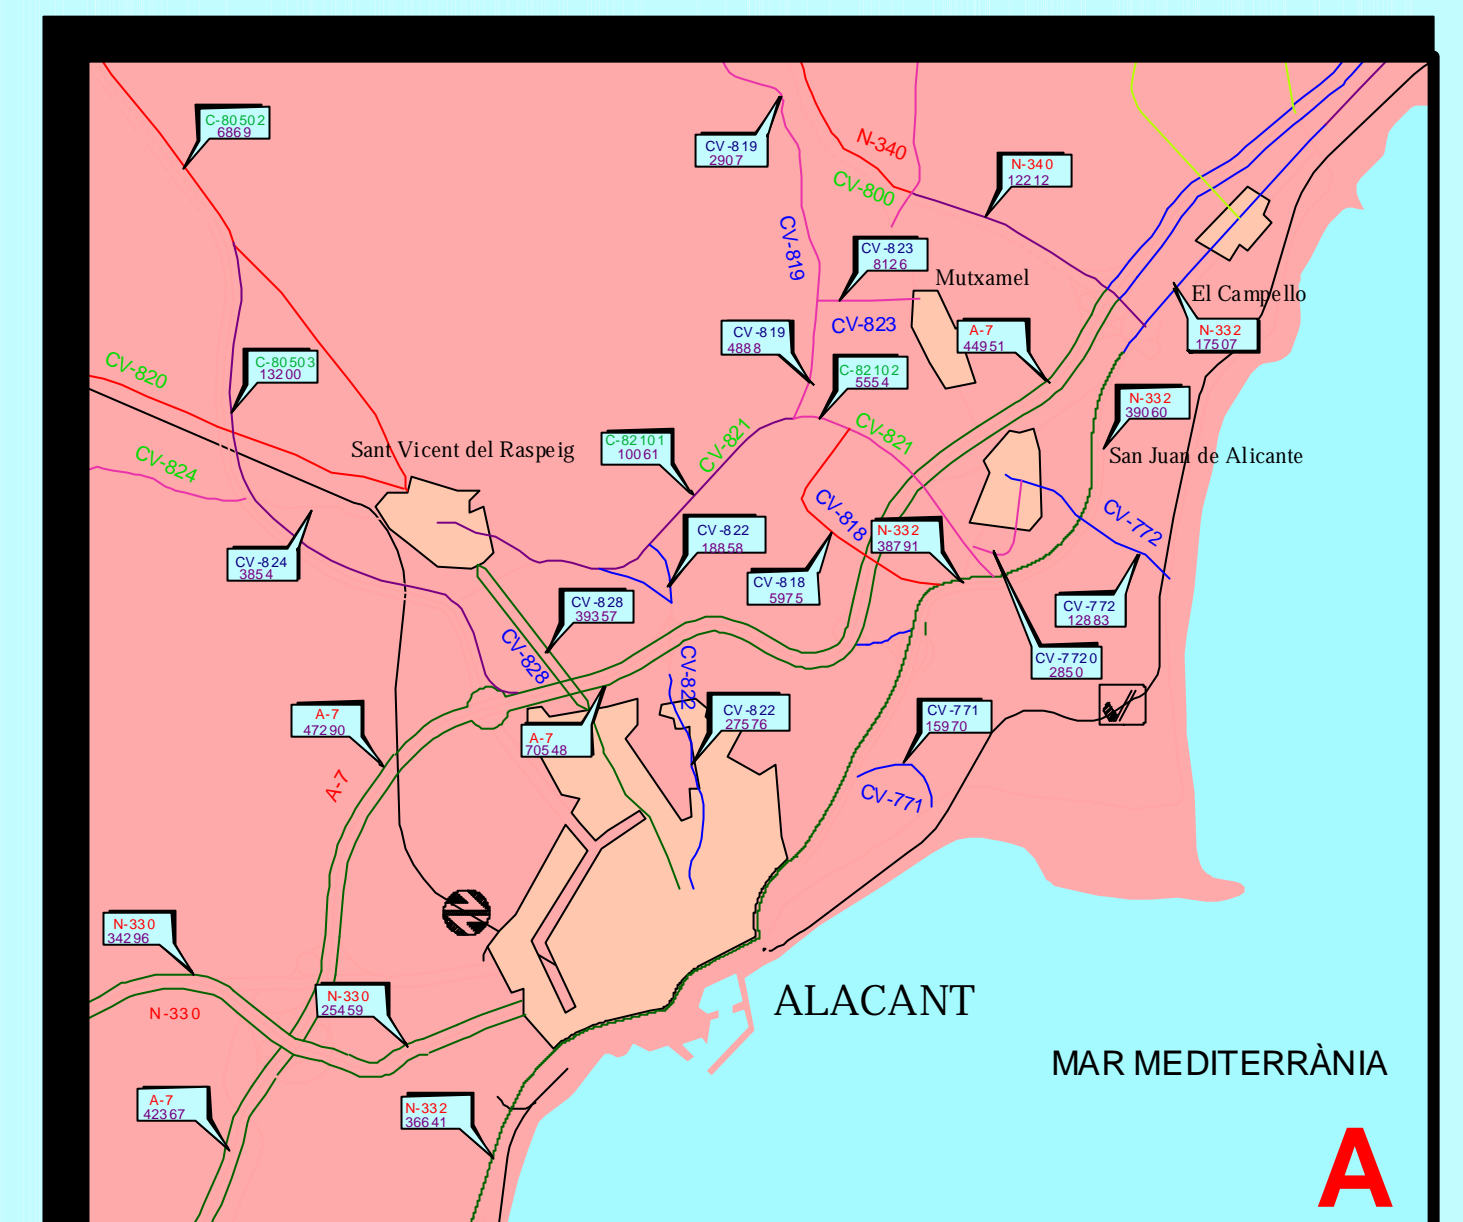 C-80502
6869
CV-819
2907
N-340
CV-800
N-340
12212
CV-819
CV-823
8126
Mutxamel
El Campello
CV-823
CV-819
4888
A-7
44951
N-332
17507
CV-820
C-80503
13200
C-82102
5554
N-332
39060
CV-824
Sant Vicent del Raspeig
C-82101
10061
CV-821
CV-821
San Juan de Alicante
CV-818
CV-772
CV-824
3854
CV-822
18858
N-332
38791
CV-818
5975
CV-828
39357
CV-772
12883
CV-828
CV-822
CV-7720
2850
A-7
47290
A-7
70548
CV-822
27576
CV-771
15970
A-7
CV-771
N-330
34296
N-330
N-330
25459
ALACANT
MAR MEDITERRÀNIA
A-7
42367
N-332
36641
A